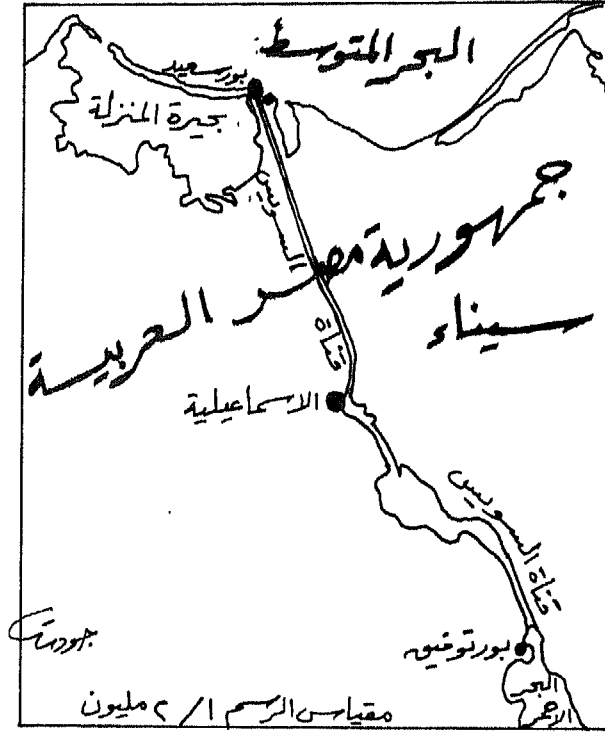 البحر المتوسط
بورسعيد
بحيرة المنزلة
جمهورية مصر العربية
سيناء
قناة السويس
الاسماعيلية
قناة السويس
بورتوفيق
البحر
الاحمر
مقياس الرسم ١/ ٢ مليون